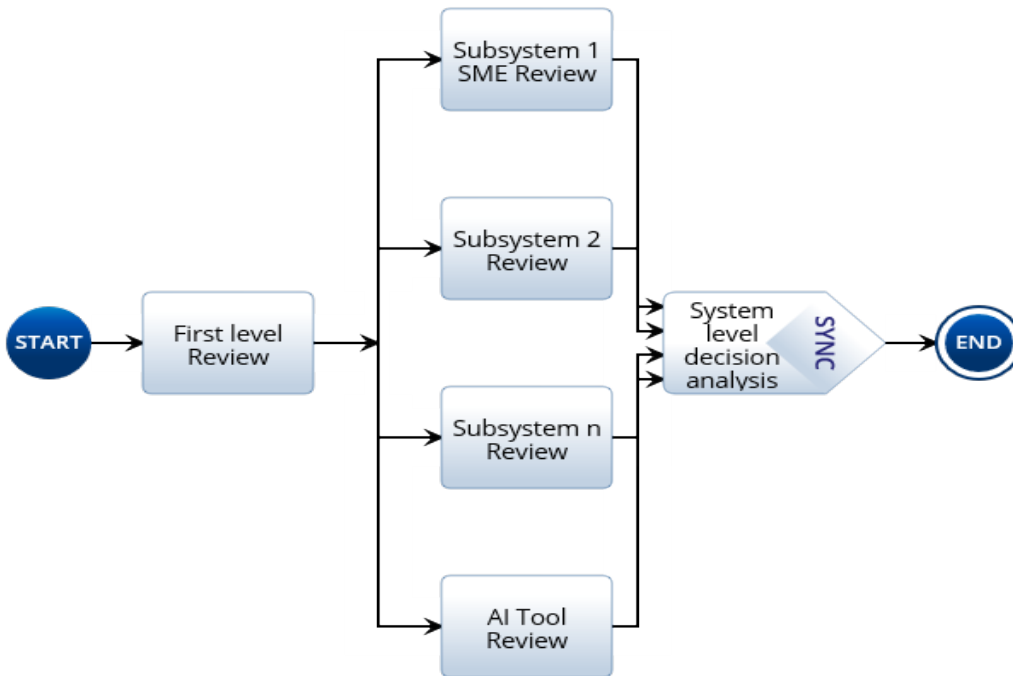 Subsystem 1
SME Review
Subsystem 2
Review
START
First level
Review
System
level
decision
analysis
SYNC
END
Subsystem n
Review
AI Tool
Review